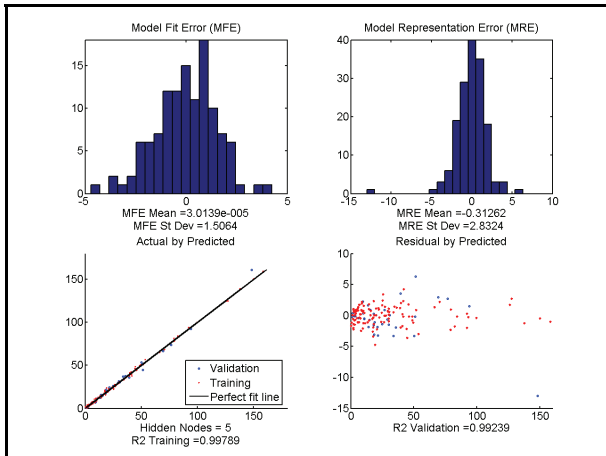 Model Fit Error (MFE)
15
10
5
0
-5
0
5
MFE Mean =3.0139e-005
MFE St Dev =1.5064
Model Representation Error (MRE)
40
30
20
10
0
-15
-10
-5
0
5
10
MRE Mean =-0.31262
MRE St Dev =2.8324
Actual by Predicted
150
100
50
0
0
50
100
150
Validation
Training
Perfect fit line
Hidden Nodes = 5
R2 Training =0.99789
Residual by Predicted
10
5
0
-5
-10
-15
0
50
100
150
R2 Validation =0.99239